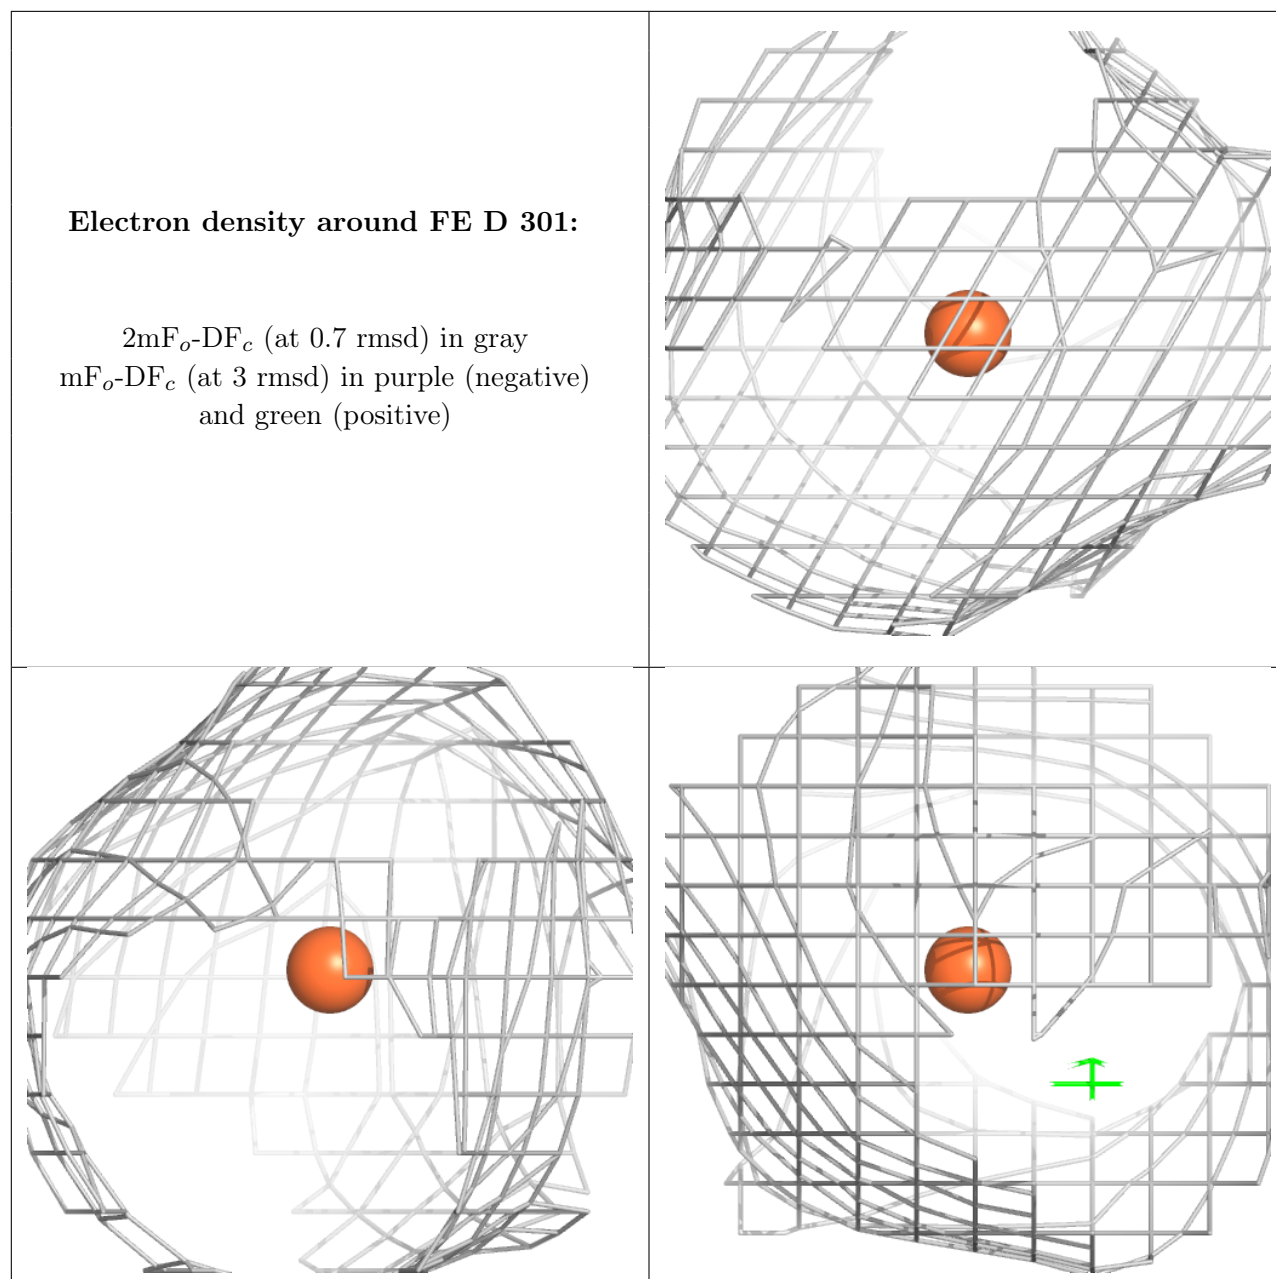 Electron density around FE D 301:
2mFo-DFc (at 0.7 rmsd) in gray
mFo-DFc (at 3 rmsd) in purple (negative)
and green (positive)